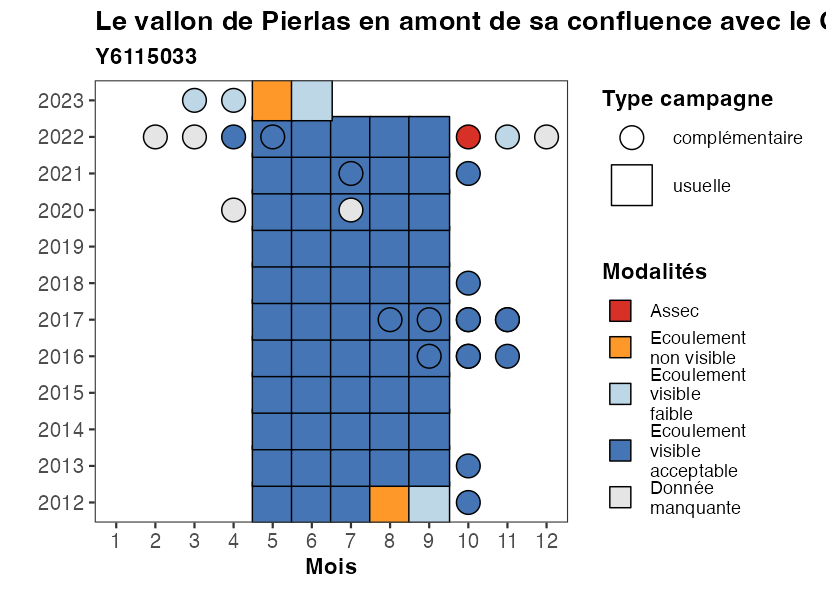 Le vallon de Pierlas en amont de sa confluence avec le
Y6115033
2023
2022
2021
2020
2019
2018
2017
2016
2015
2014
2013
2012
1 2 3 4 5 6 7 8 9 10 11 12
Mois
Type campagne
complémentaire
usuelle
Modalités
Assec
Ecoulement
non visible
Ecoulement
visible
faible
Ecoulement
visible
acceptable
Donnée
manquante